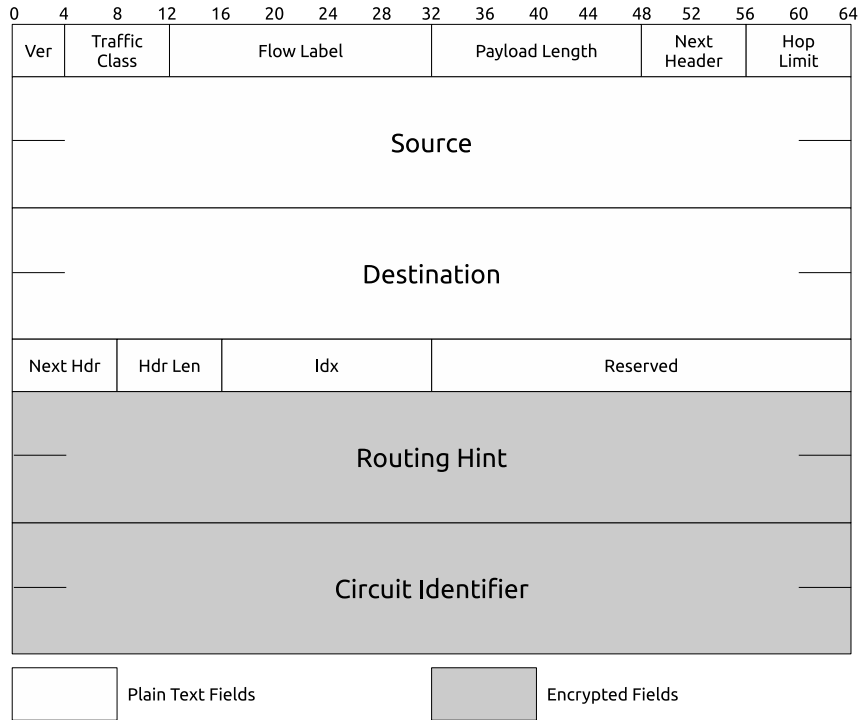 0 4 8 12 16 20 24 28 32 36 40 44 48 52 56 60 64
Ver Traffic Class Flow Label Payload Length Next Header Hop Limit
Source
Destination
Next Hdr Hdr Len Idx Reserved
Routing Hint
Circuit Identifier
Plain Text Fields Encrypted Fields